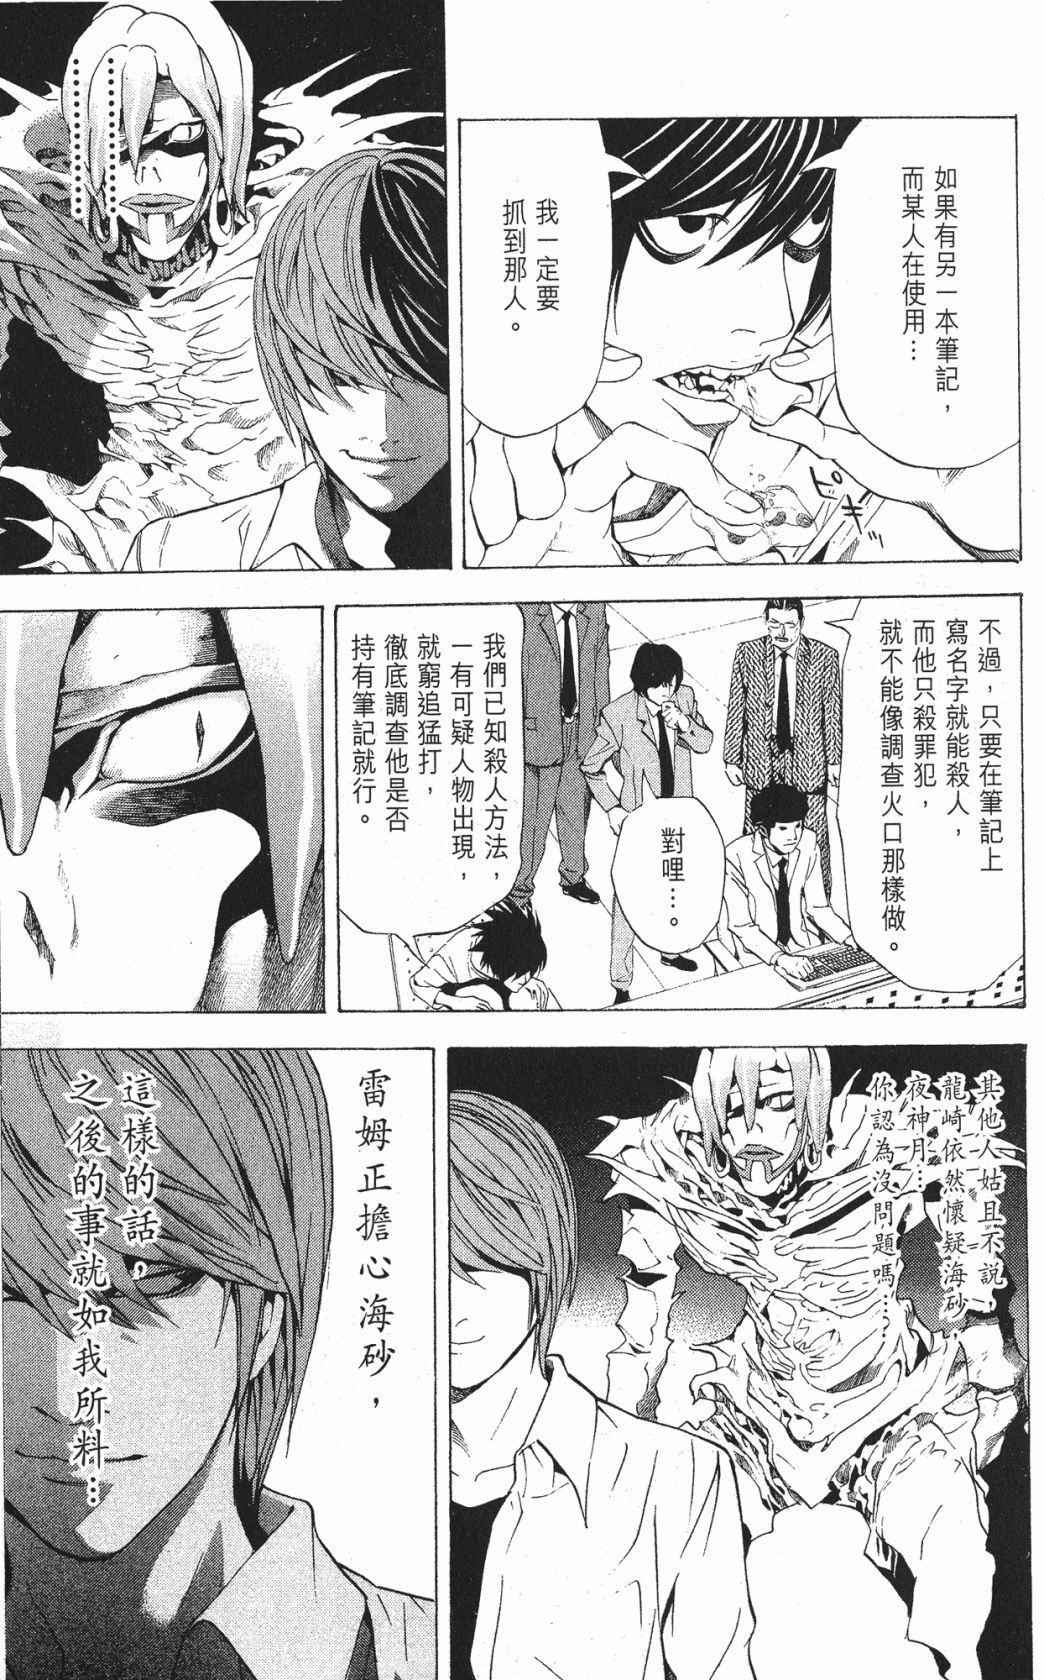 如果有另一本筆記，
而某人在使用…
我一定要
抓到那人。
ドロ
キッ
不過，只要在筆記上
寫名字就能殺人，
而他只殺罪犯，
就不能像調查火口那樣做。
對哩…。
我們已知殺人方法，
一有可疑人物出現，
就窮追猛打，
徹底調查他是否
持有筆記就行。
其他人姑且不說，
龍崎依然懷疑海砂，
夜神月…
你認為沒問題嗎……
雷姆正擔心海砂，
這樣的話，
之後的事就如我所料…